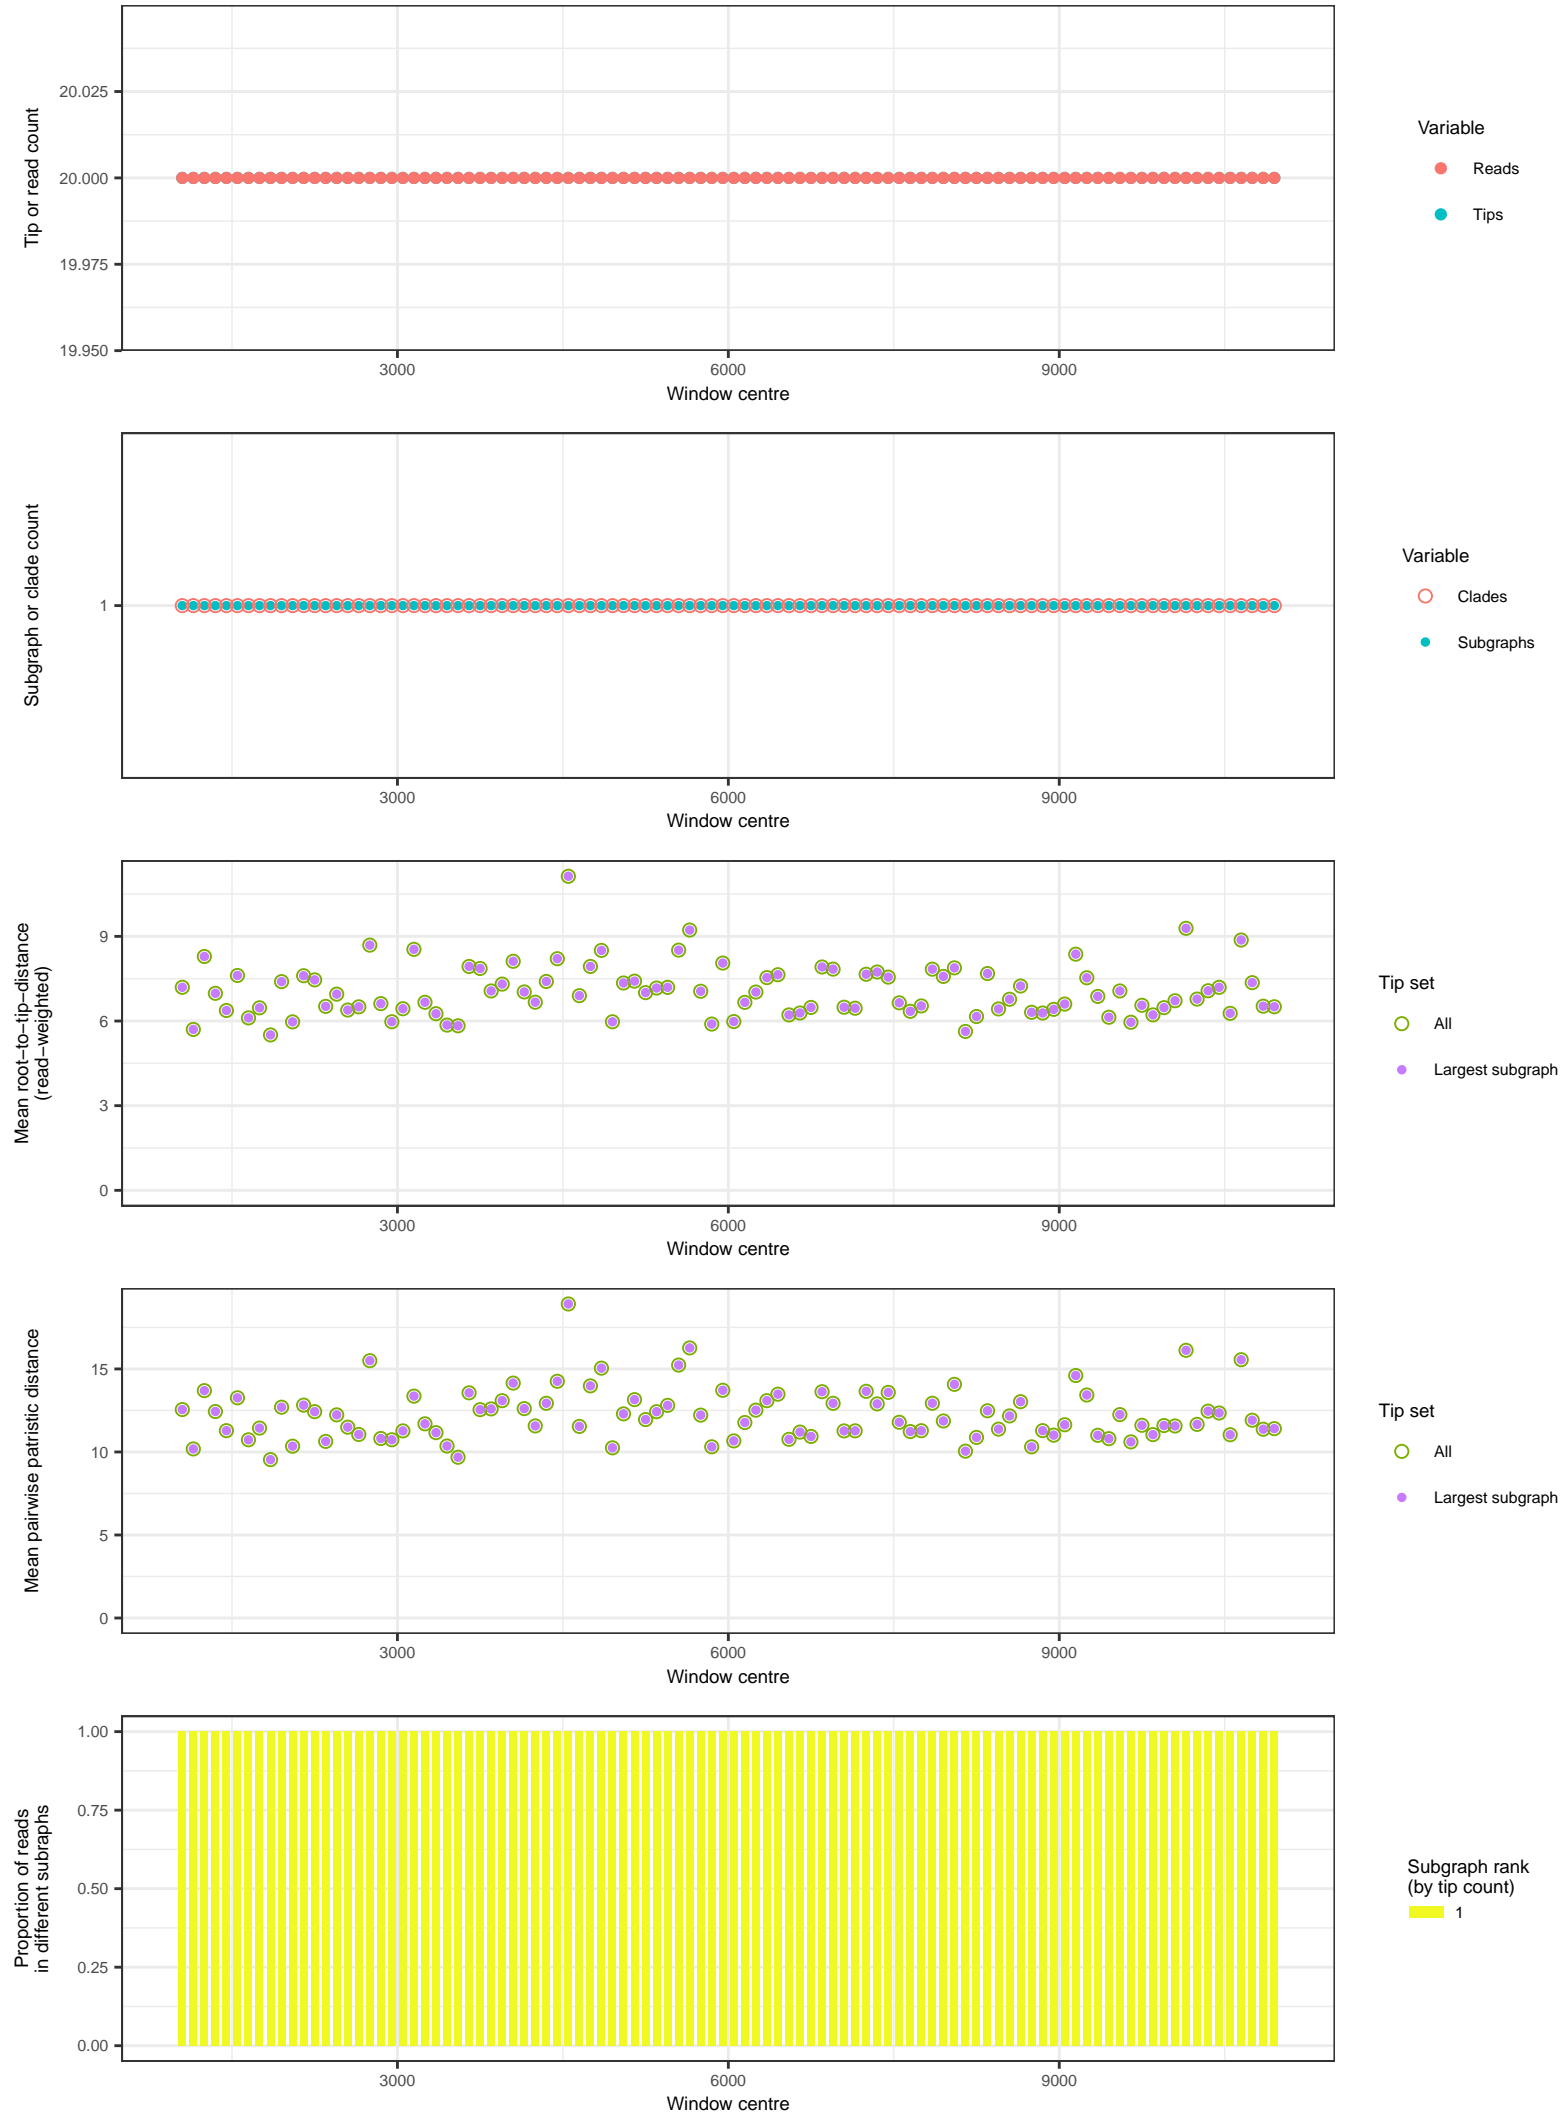 20.025
20.000
19.975
19.950
Tip or read count
3000
6000
9000
Window centre
Variable
Reads
Tips
1
Subgraph or clade count
3000
6000
9000
Window centre
Variable
Clades
Subgraphs
9
6
3
0
Mean root−to−tip−distance
(read−weighted)
3000
6000
9000
Window centre
Tip set
All
Largest subgraph
15
10
5
0
Mean pairwise patristic distance
3000
6000
9000
Window centre
Tip set
All
Largest subgraph
1.00
0.75
0.50
0.25
0.00
Proportion of reads
in different subraphs
3000
6000
9000
Window centre
Subgraph rank
(by tip count)
1